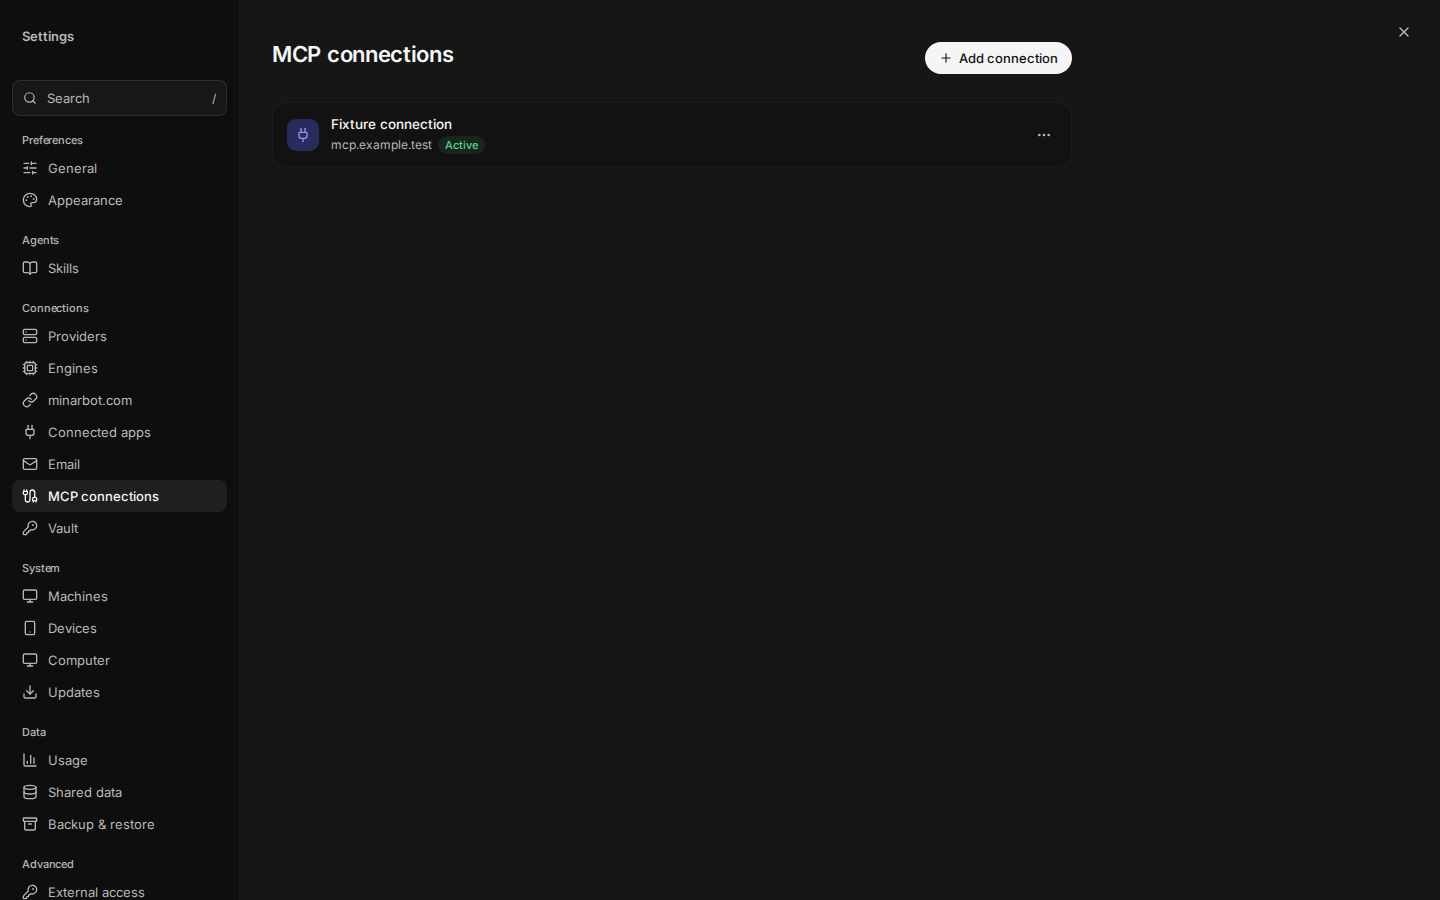 Settings
Search /
Preferences
General
Appearance
Agents
Skills
Connections
Providers
Engines
minarbot.com
Connected apps
Email
MCP connections
Vault
System
Machines
Devices
Computer
Updates
Data
Usage
Shared data
Backup & restore
Advanced
External access
MCP connections
Add connection
Fixture connection
mcp.example.test Active